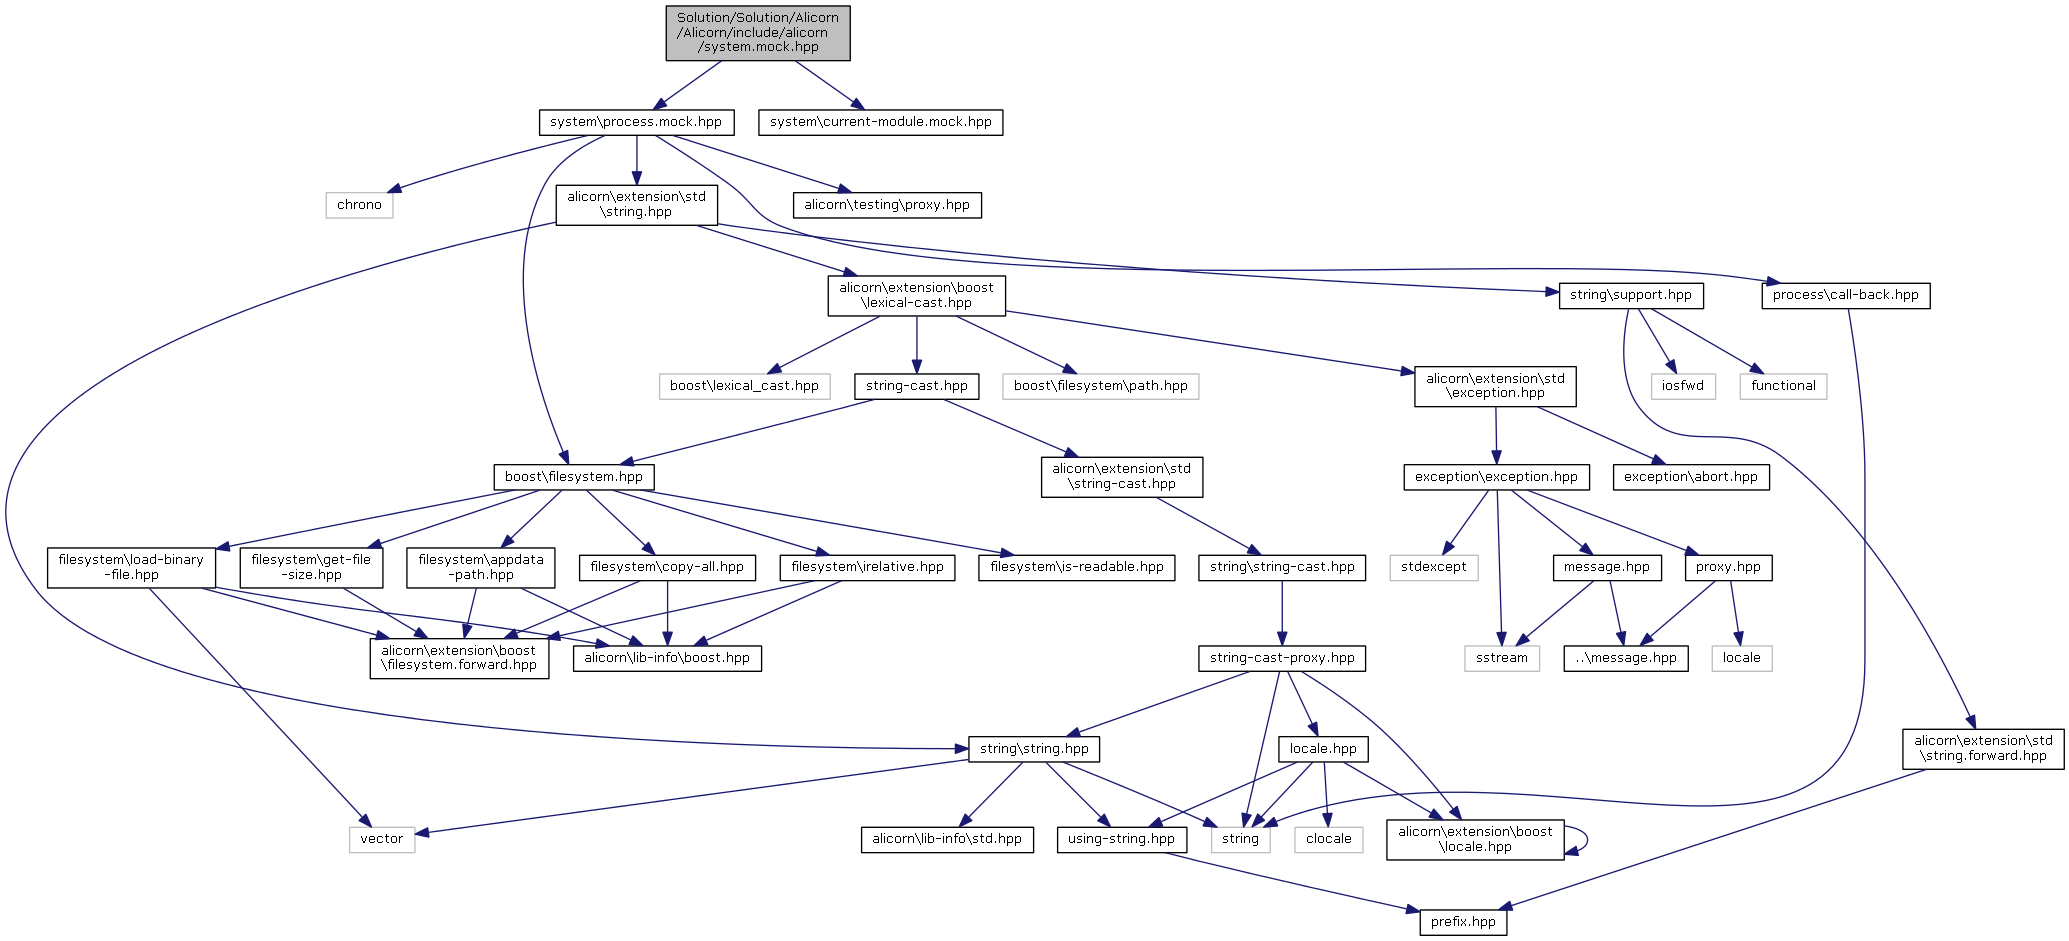 Solution/Solution/Alicorn
/Alicorn/include/alicorn
/system.mock.hpp
system\process.mock.hpp
system\current-module.mock.hpp
chrono
alicorn\extension\std
\string.hpp
alicorn\testing\proxy.hpp
alicorn\extension\boost
\lexical-cast.hpp
string\support.hpp
process\call-back.hpp
boost\lexical_cast.hpp
string-cast.hpp
boost\filesystem\path.hpp
alicorn\extension\std
\exception.hpp
iosfwd
functional
boost\filesystem.hpp
alicorn\extension\std
\string-cast.hpp
exception\exception.hpp
exception\abort.hpp
filesystem\load-binary
-file.hpp
filesystem\get-file
-size.hpp
filesystem\appdata
-path.hpp
filesystem\copy-all.hpp
filesystem\irelative.hpp
filesystem\is-readable.hpp
string\string-cast.hpp
stdexcept
message.hpp
proxy.hpp
alicorn\extension\boost
\filesystem.forward.hpp
alicorn\lib-info\boost.hpp
string-cast-proxy.hpp
sstream
..\message.hpp
locale
string\string.hpp
locale.hpp
alicorn\extension\std
\string.forward.hpp
vector
alicorn\lib-info\std.hpp
using-string.hpp
string
clocale
alicorn\extension\boost
\locale.hpp
prefix.hpp